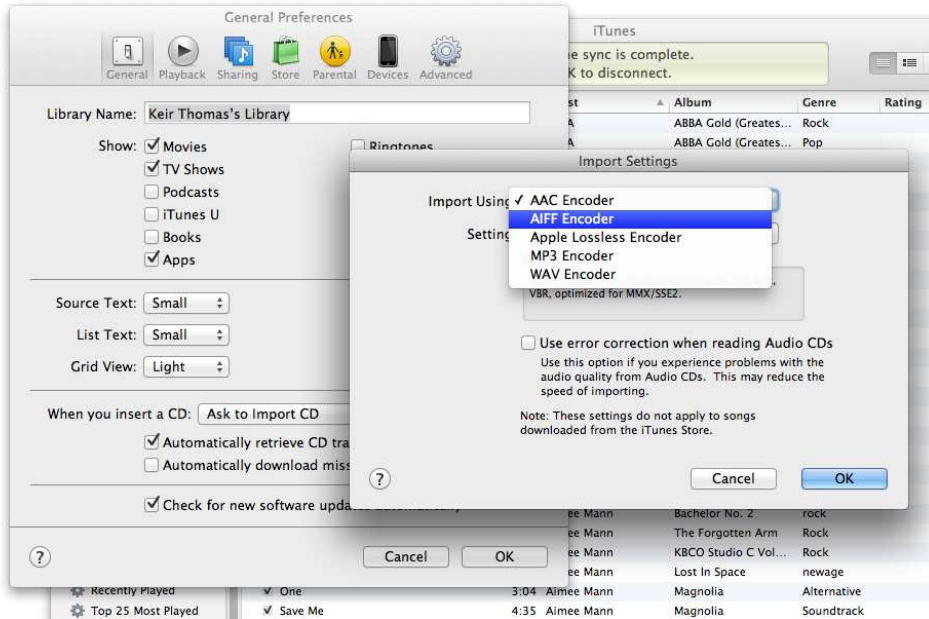 General Preferences
General Playback Sharing Store Parental Devices Advanced
Library Name: Keir Thomas's Library
Show: Movies
Ringtones
TV Shows
Podcasts
iTunes U
Books
Apps
Source Text: Small
List Text: Small
Grid View: Light
When you insert a CD: Ask to Import CD
Automatically retrieve CD tra
Automatically download miss
Check for new software updates automatically
? Cancel OK
iTunes
ne sync is complete.
K to disconnect.
st Album Genre Rating
A ABBA Gold (Greates... Rock
A ABBA Gold (Greates... Pop
Import Settings
Import Using AAC Encoder
AIFF Encoder
Setting
Apple Lossless Encoder
MP3 Encoder
WAV Encoder
VBR, optimized for MMX/SSE2.
Use error correction when reading Audio CDs
Use this option if you experience problems with the
audio quality from Audio CDs. This may reduce the
speed of importing.
Note: These settings do not apply to songs
downloaded from the iTunes Store.
? Cancel OK
ee Mann Bachelor No. 2 rock
ee Mann The Forgotten Arm Rock
ee Mann KBCO Studio C Vol... Rock
ee Mann Lost In Space newage
Recently Played One 3:04 Aimee Mann Magnolia Alternative
Top 25 Most Played Save Me 4:35 Aimee Mann Magnolia Soundtrack